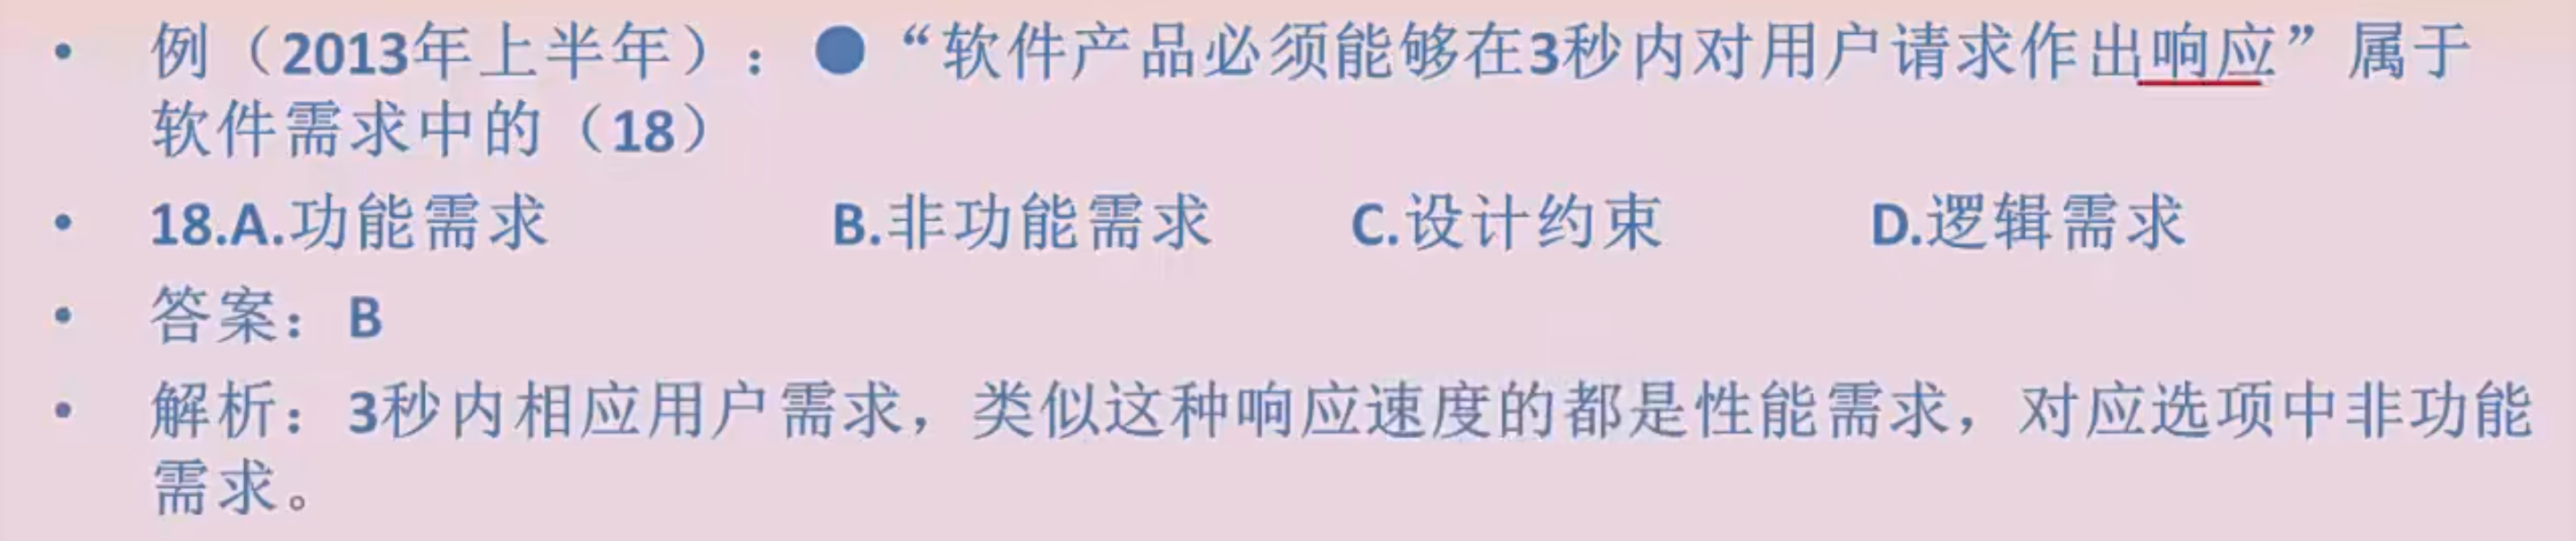 • 例（2013年上半年）：●“软件产品必须能够在3秒内对用户请求作出响应”属于
软件需求中的（18）
• 18.A.功能需求 B.非功能需求 C.设计约束 D.逻辑需求
• 答案：B
• 解析：3秒内相应用户需求，类似这种响应速度的都是性能需求，对应选项中非功能
需求。